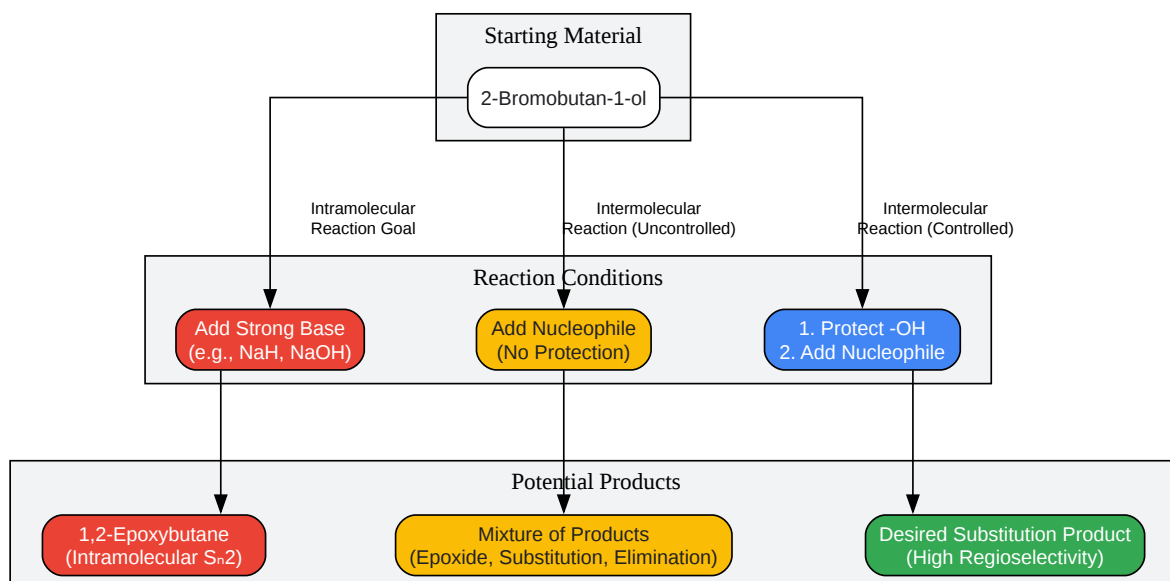 Starting Material
2-Bromobutan-1-ol
Intramolecular
Reaction Goal
Intermolecular
Reaction (Uncontrolled)
Intermolecular
Reaction (Controlled)
Reaction Conditions
Add Strong Base
(e.g., NaH, NaOH)
Add Nucleophile
(No Protection)
1. Protect -OH
2. Add Nucleophile
Potential Products
1,2-Epoxybutane
(Intramolecular Sₙ2)
Mixture of Products
(Epoxide, Substitution, Elimination)
Desired Substitution Product
(High Regioselectivity)